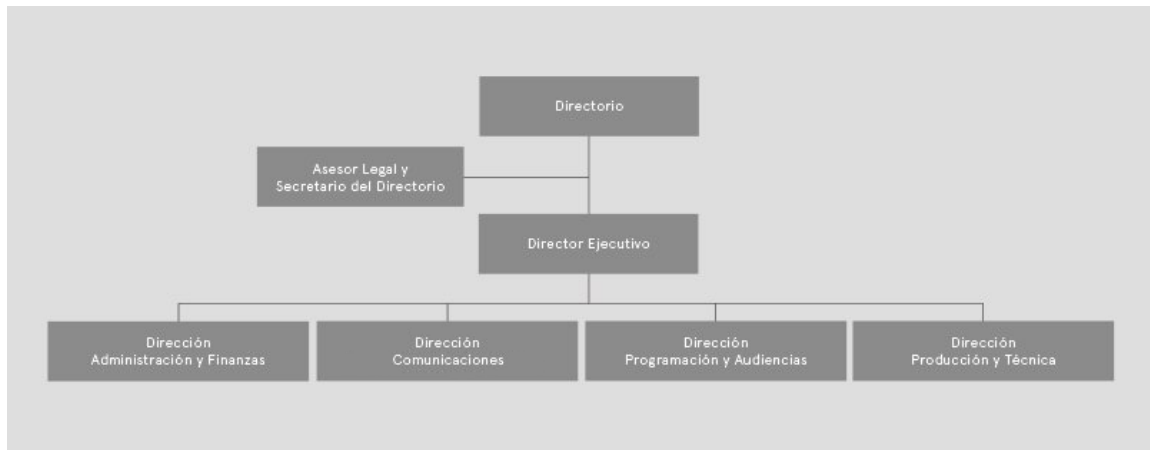 Directorio
Asesor Legal y
Secretario del Directorio
Director Ejecutivo
Dirección
Administración y Finanzas
Dirección
Comunicaciones
Dirección
Programación y Audiencias
Dirección
Producción y Técnica